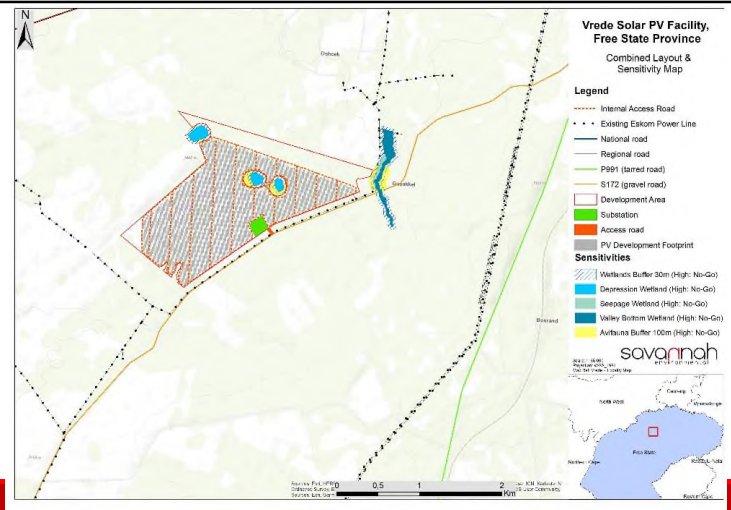 N
Vrede Solar PV Facility,
Free State Province
Combined Layout &
Sensitivity Map
Legend
Internal Access Road
Existing Eskom Power Line
National road
Regional road
P991 (tarred road)
S172 (gravel road)
Development Area
Substation
Access road
PV Development Footprint
Sensitivities
Wetlands Buffer 30m (High: No-Go)
Depression Wetland (High: No-Go)
Seepage Wetland (High: No-Go)
Valley Bottom Wetland (High: No-Go)
Avifauna Buffer 100m (High: No-Go)
savannah
environmental
North West
Gauteng
Free State
0
0.5
1
2
Km